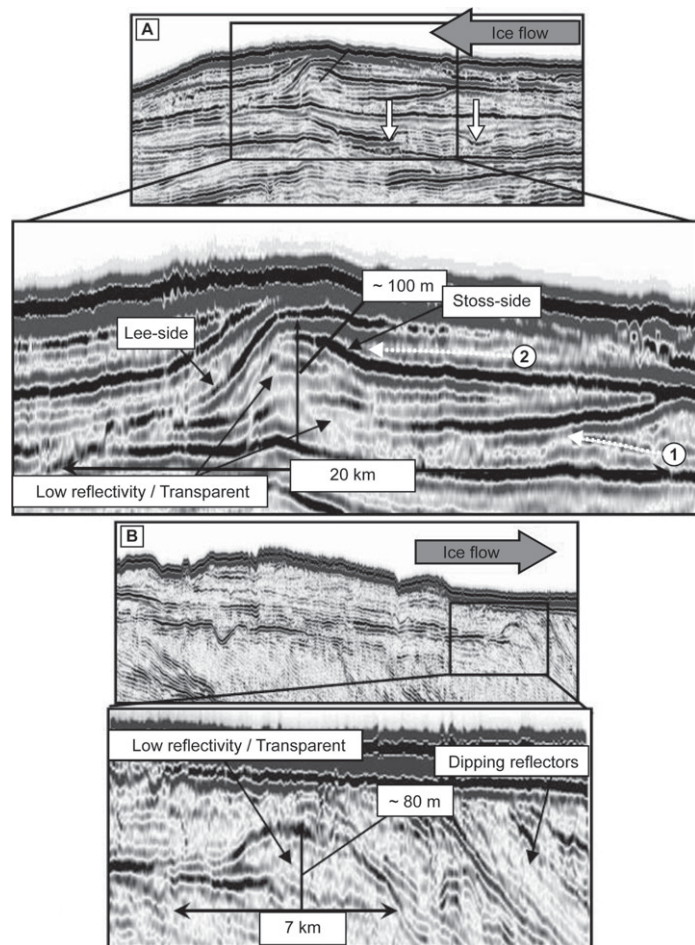 A
Ice flow
~ 100 m
Stoss-side
Lee-side
2
1
20 km
Low reflectivity / Transparent
B
Ice flow
Low reflectivity / Transparent
Dipping reflectors
~ 80 m
7 km